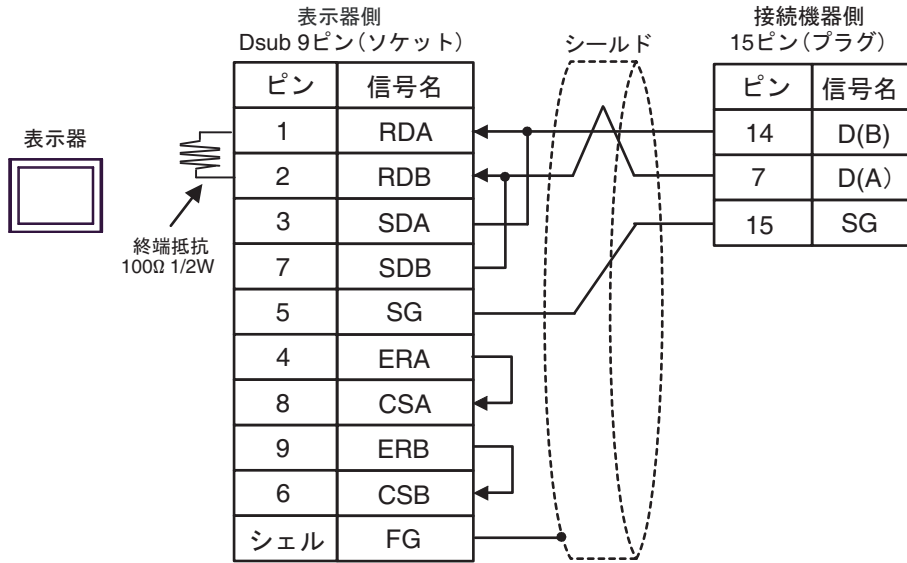 表示器側
Dsub 9ピン(ソケット)
シールド
接続機器側
15ピン(プラグ)
表示器
終端抵抗
100Ω 1/2W
ピン 信号名
1 RDA
2 RDB
3 SDA
7 SDB
5 SG
4 ERA
8 CSA
9 ERB
6 CSB
シェル FG
ピン 信号名
14 D(B)
7 D(A)
15 SG